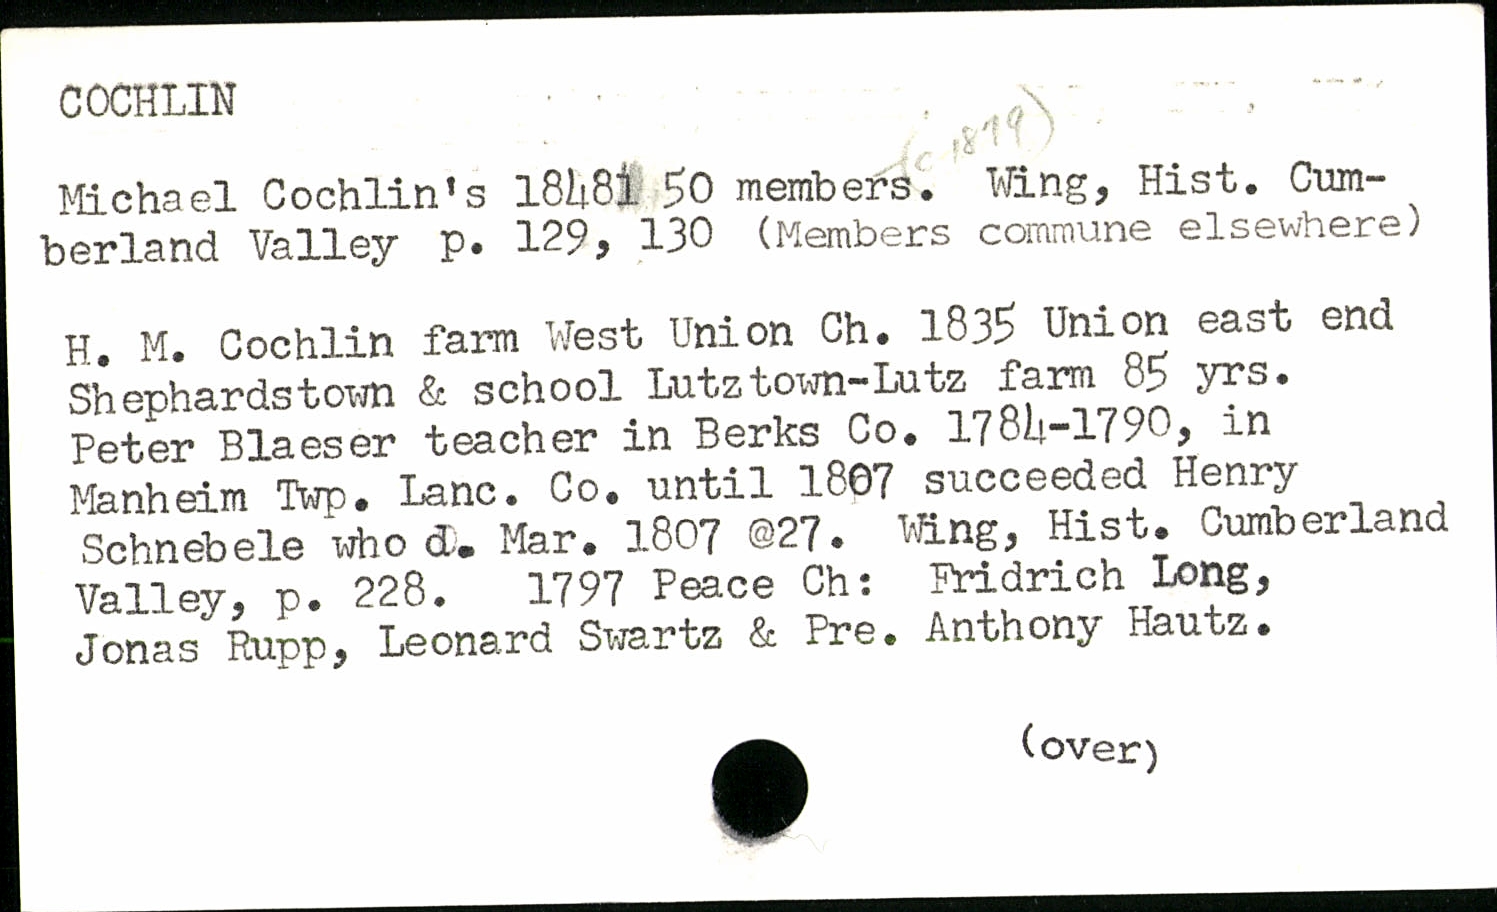 COCHLIN
(c 1879)
Michael Cochlin's 1848 50 members. Wing, Hist. Cum-
berland Valley p. 129, 130 (Members commune elsewhere)
H. M. Cochlin farm West Union Ch. 1835 Union east end
Shephardstown & school Lutztown-Lutz farm 85 yrs.
Peter Blaeser teacher in Berks Co. 1784-1790, in
Manheim Twp. Lanc. Co. until 1807 succeeded Henry
Schnebele who d. Mar. 1807 @27. Wing, Hist. Cumberland
Valley, p. 228. 1797 Peace Ch: Fridrich Long,
Jonas Rupp, Leonard Swartz & Pre. Anthony Hautz.
(over)